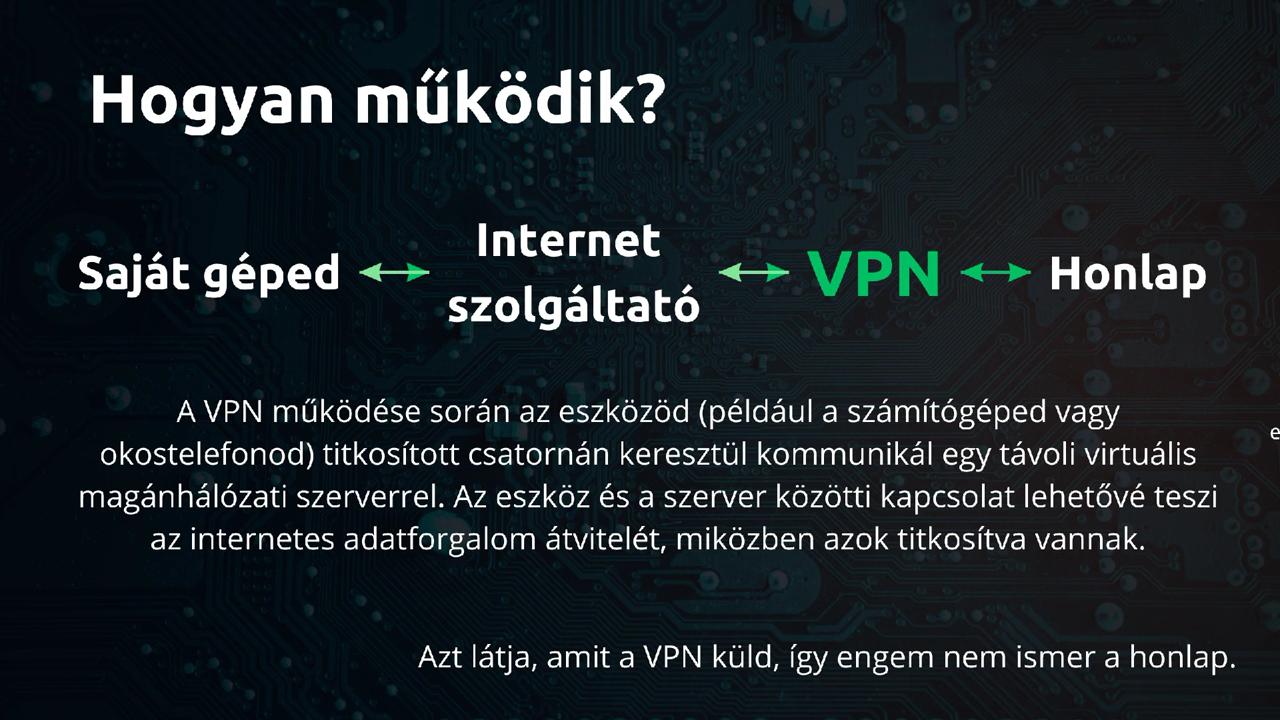 Hogyan működik?
Saját géped
Internet
szolgáltató
VPN
Honlap
A VPN működése során az eszközöd (például a számítógéped vagy
okostelefonod) titkosított csatornán keresztül kommunikál egy távoli virtuális
magánhálózati szerverrel. Az eszköz és a szerver közötti kapcsolat lehetővé teszi
az internetes adatforgalom átvitelét, miközben azok titkosítva vannak.
Azt látja, amit a VPN küld, így engem nem ismer a honlap.